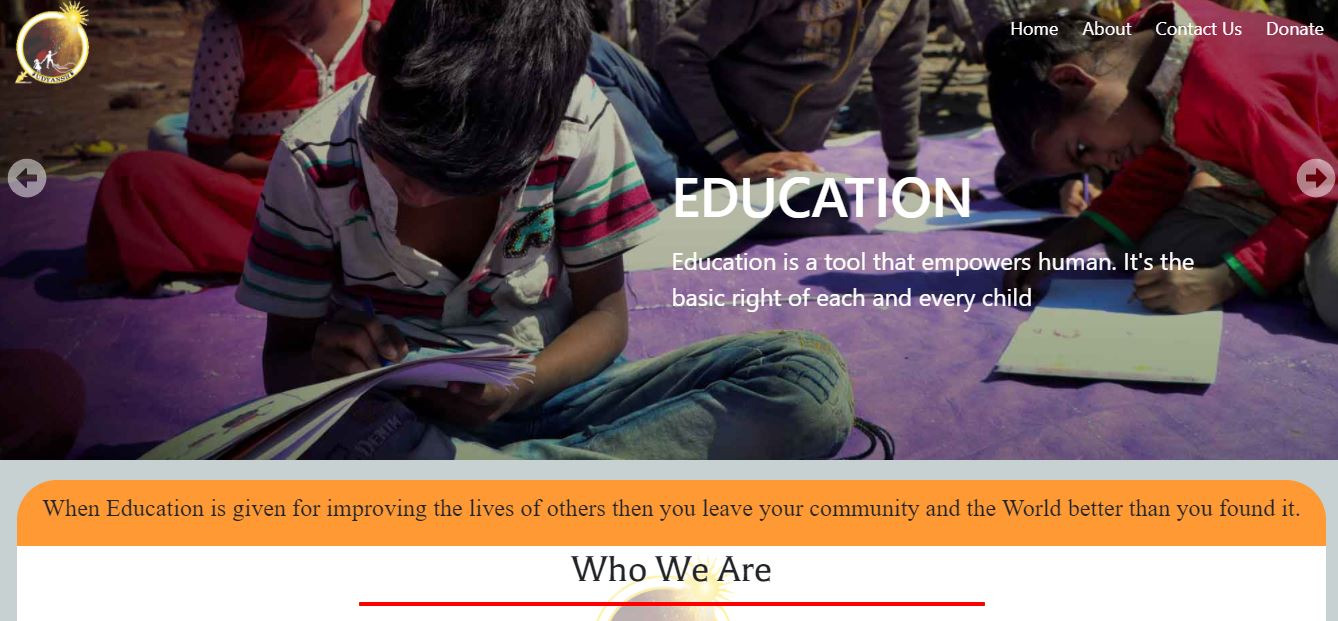 Home About Contact Us Donate
UDYANSH
EDUCATION
Education is a tool that empowers human. It's the
basic right of each and every child
When Education is given for improving the lives of others then you leave your community and the World better than you found it.
Who We Are